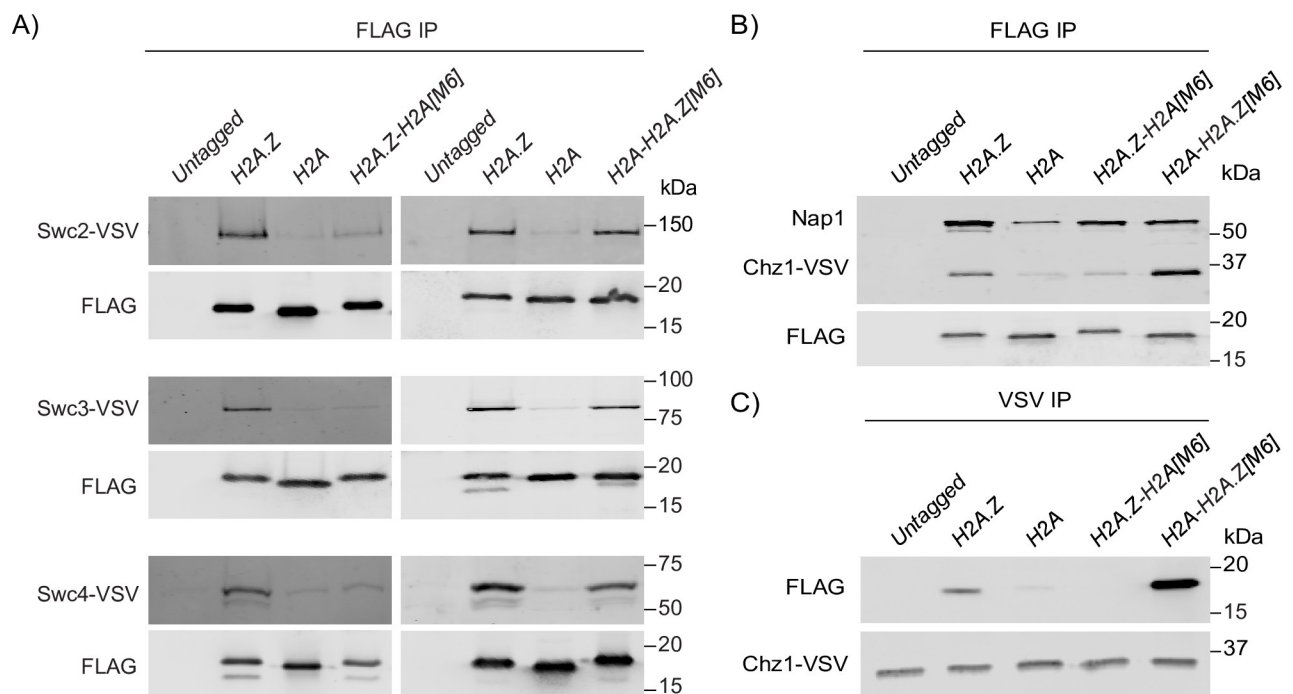 A)
FLAG IP
Untagged H2A.Z H2A H2A.Z-H2A[M6] Untagged H2A.Z H2A H2A-H2A.Z[M6]
kDa
Swc2-VSV
150
FLAG
20
15
Swc3-VSV
100
75
FLAG
20
15
Swc4-VSV
75
50
FLAG
20
15
B)
FLAG IP
Untagged H2A.Z H2A H2A.Z-H2A[M6] H2A-H2A.Z[M6]
kDa
Nap1
50
Chz1-VSV
37
FLAG
20
15
C)
VSV IP
Untagged H2A.Z H2A H2A.Z-H2A[M6] H2A-H2A.Z[M6]
kDa
FLAG
20
15
Chz1-VSV
37